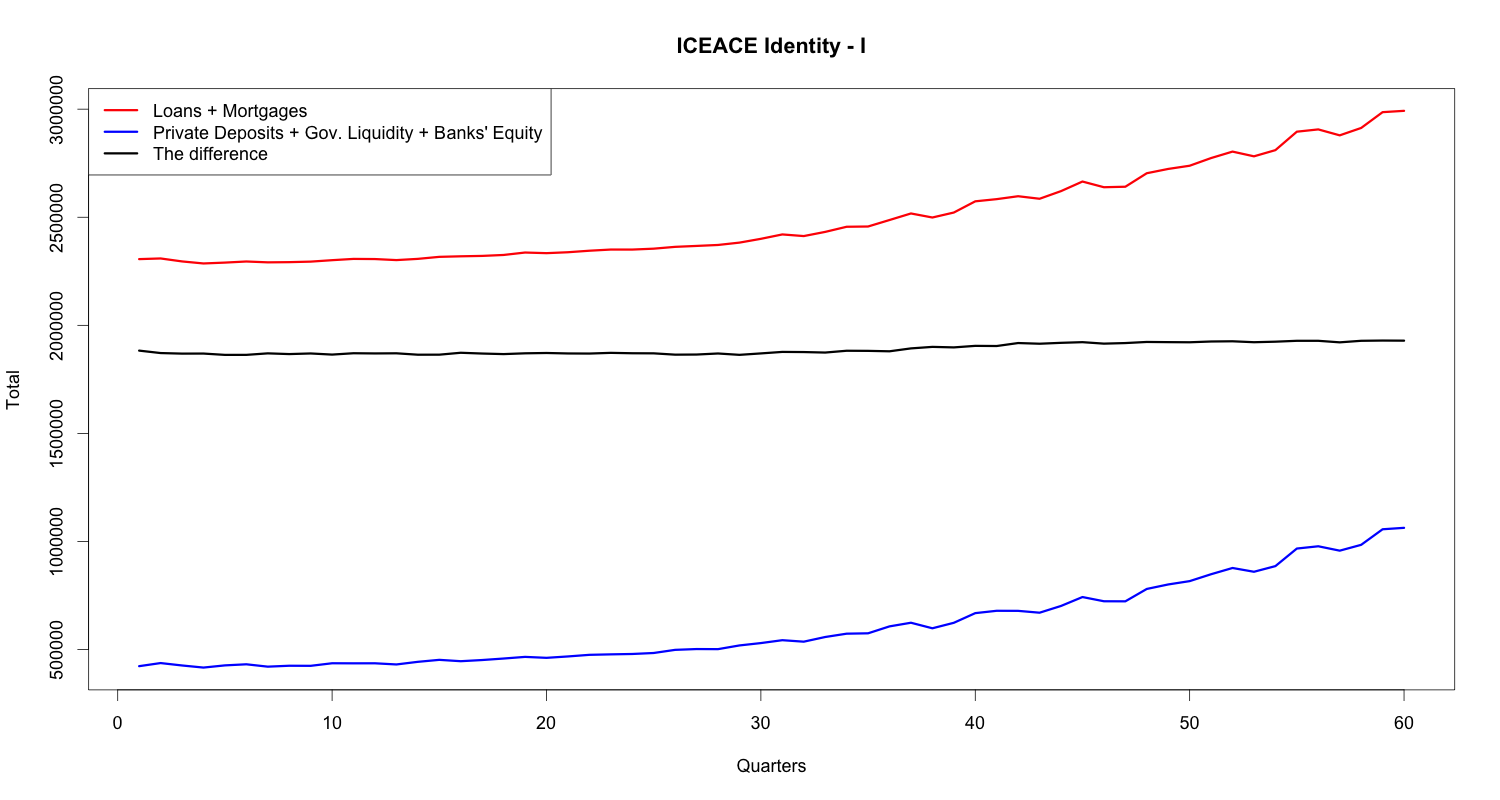 ICEACE Identity - I
Loans + Mortgages
Private Deposits + Gov. Liquidity + Banks' Equity
The difference
Total
3000000
2500000
2000000
1500000
1000000
500000
0 10 20 30 40 50 60
Quarters